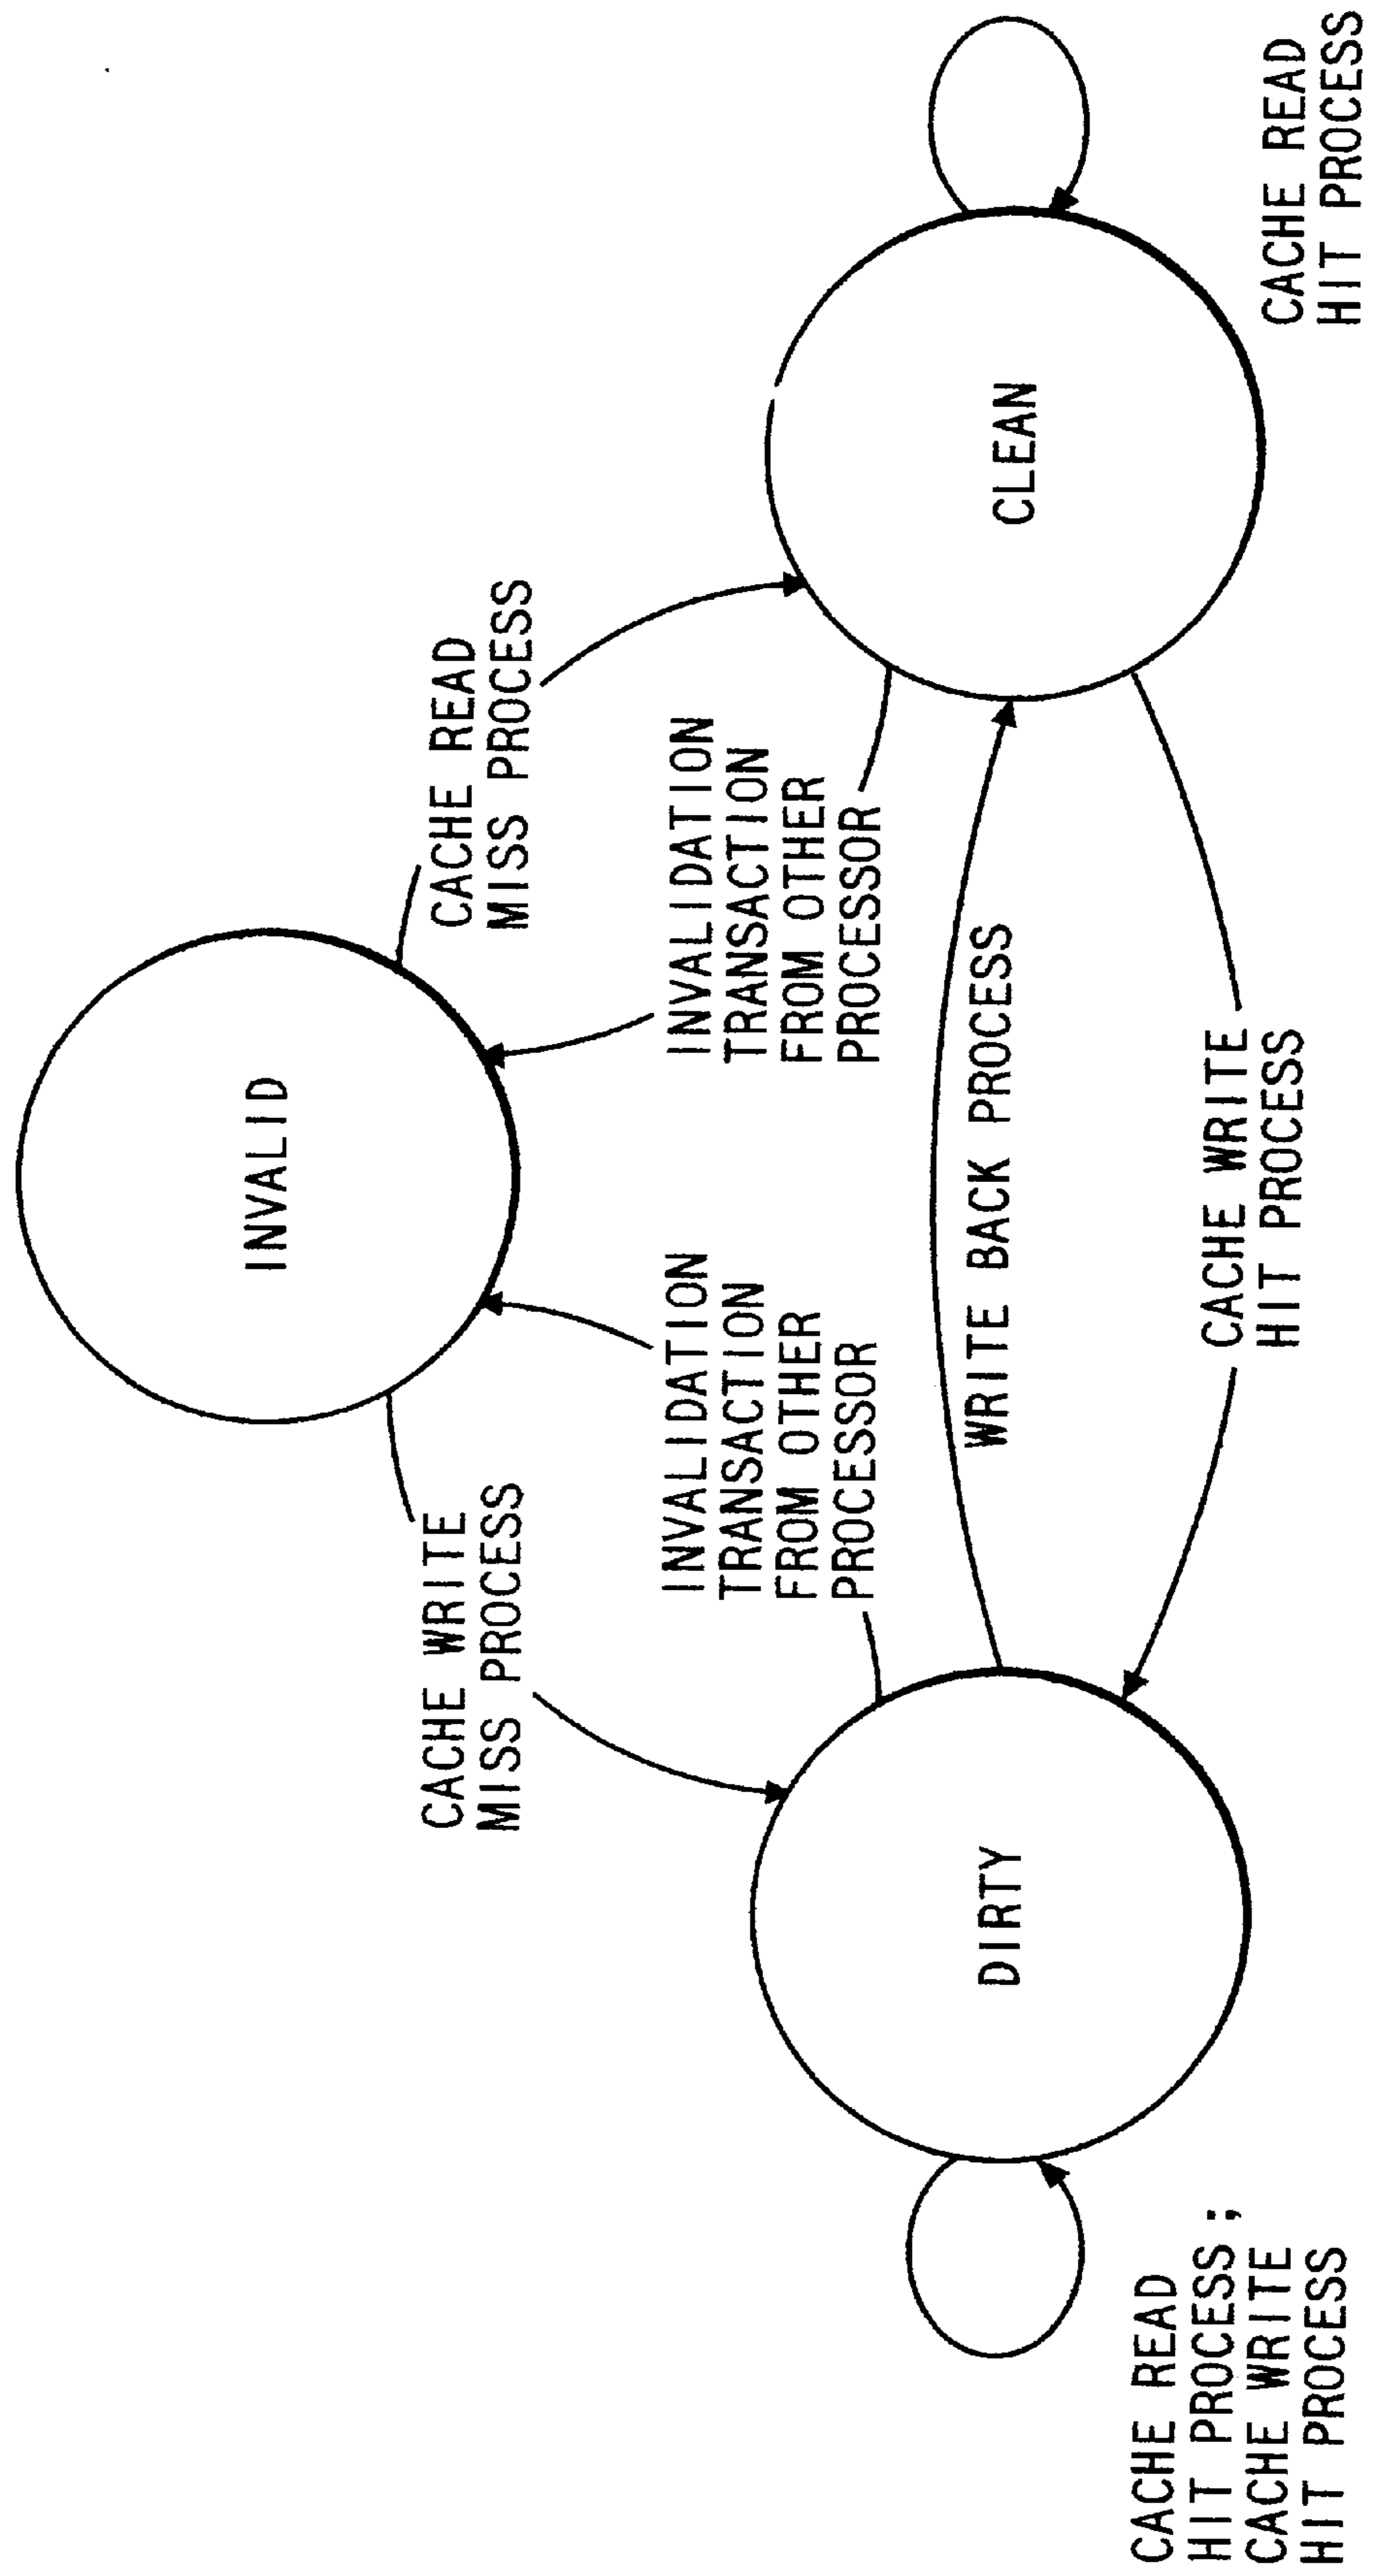 INVALID
CACHE WRITE
MISS PROCESS
CACHE READ
MISS PROCESS
INVALIDATION
TRANSACTION
FROM OTHER
PROCESSOR
INVALIDATION
TRANSACTION
FROM OTHER
PROCESSOR
DIRTY
WRITE BACK PROCESS
CLEAN
CACHE READ
HIT PROCESS;
CACHE WRITE
HIT PROCESS
CACHE WRITE
HIT PROCESS
CACHE READ
HIT PROCESS